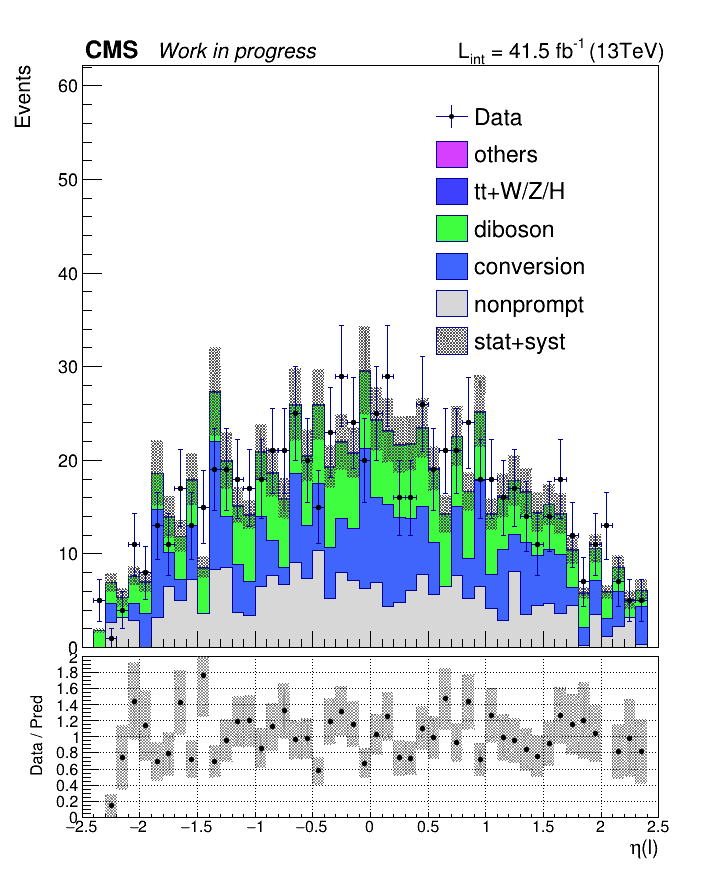 CMS Work in progress L_int = 41.5 fb^-1 (13TeV)
Events
60
50
40
30
20
10
0
Data
others
tt+W/Z/H
diboson
conversion
nonprompt
stat+syst
Data / Pred
2
1.8
1.6
1.4
1.2
1
0.8
0.6
0.4
0.2
0
−2.5 −2 −1.5 −1 −0.5 0 0.5 1 1.5 2 2.5
η(l)